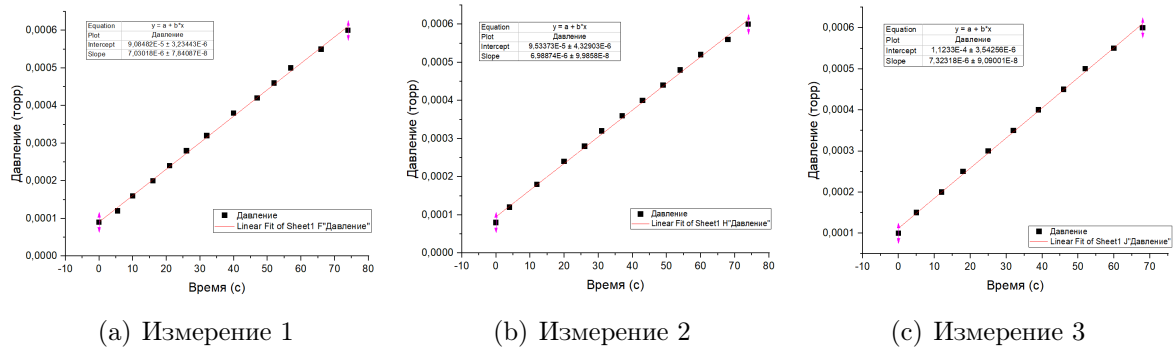 Equation y = a + b*x
Plot Давление
Intercept 9,08482E-5 ± 3,23443E-6
Slope 7,03018E-6 ± 7,84087E-8
0,0006
0,0005
0,0004
0,0003
0,0002
0,0001
0,0000
Давление (торр)
-10 0 10 20 30 40 50 60 70 80
Время (с)
Давление
Linear Fit of Sheet1 F"Давление"
(a) Измерение 1
Equation y = a + b*x
Plot Давление
Intercept 9,53373E-5 ± 4,32903E-6
Slope 6,98874E-6 ± 9,9858E-8
0,0006
0,0005
0,0004
0,0003
0,0002
0,0001
0,0000
Давление (торр)
-10 0 10 20 30 40 50 60 70 80
Время (с)
Давление
Linear Fit of Sheet1 H"Давление"
(b) Измерение 2
Equation y = a + b*x
Plot Давление
Intercept 1,1233E-4 ± 3,54256E-6
Slope 7,32318E-6 ± 9,09001E-8
0,0006
0,0005
0,0004
0,0003
0,0002
0,0001
Давление (торр)
-10 0 10 20 30 40 50 60 70
Время (с)
Давление
Linear Fit of Sheet1 J"Давление"
(c) Измерение 3